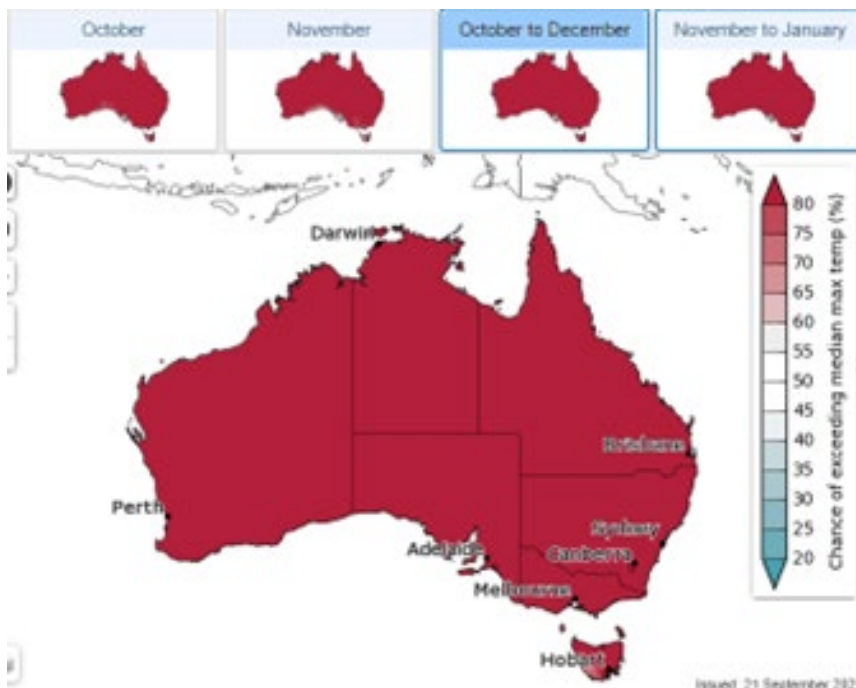 October
November
October to December
November to January
Darwin
Brisbane
Perth
Sydney
Adelaide
Canberra
Melbourne
Hobart
80
75
70
65
60
55
50
45
40
35
30
25
20
Chance of exceeding median max temp (%)
Issued: 21 September